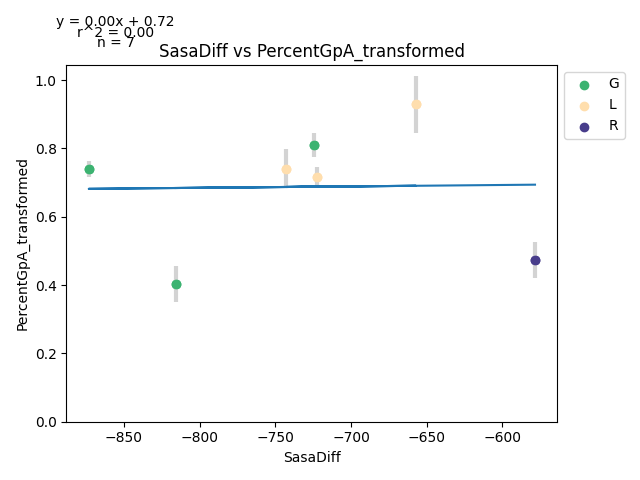 y = 0.00x + 0.72
r^2 = 0.00
n = 7
SasaDiff vs PercentGpA_transformed
G
L
R
PercentGpA_transformed
1.0
0.8
0.6
0.4
0.2
0.0
−850
−800
−750
−700
−650
−600
SasaDiff